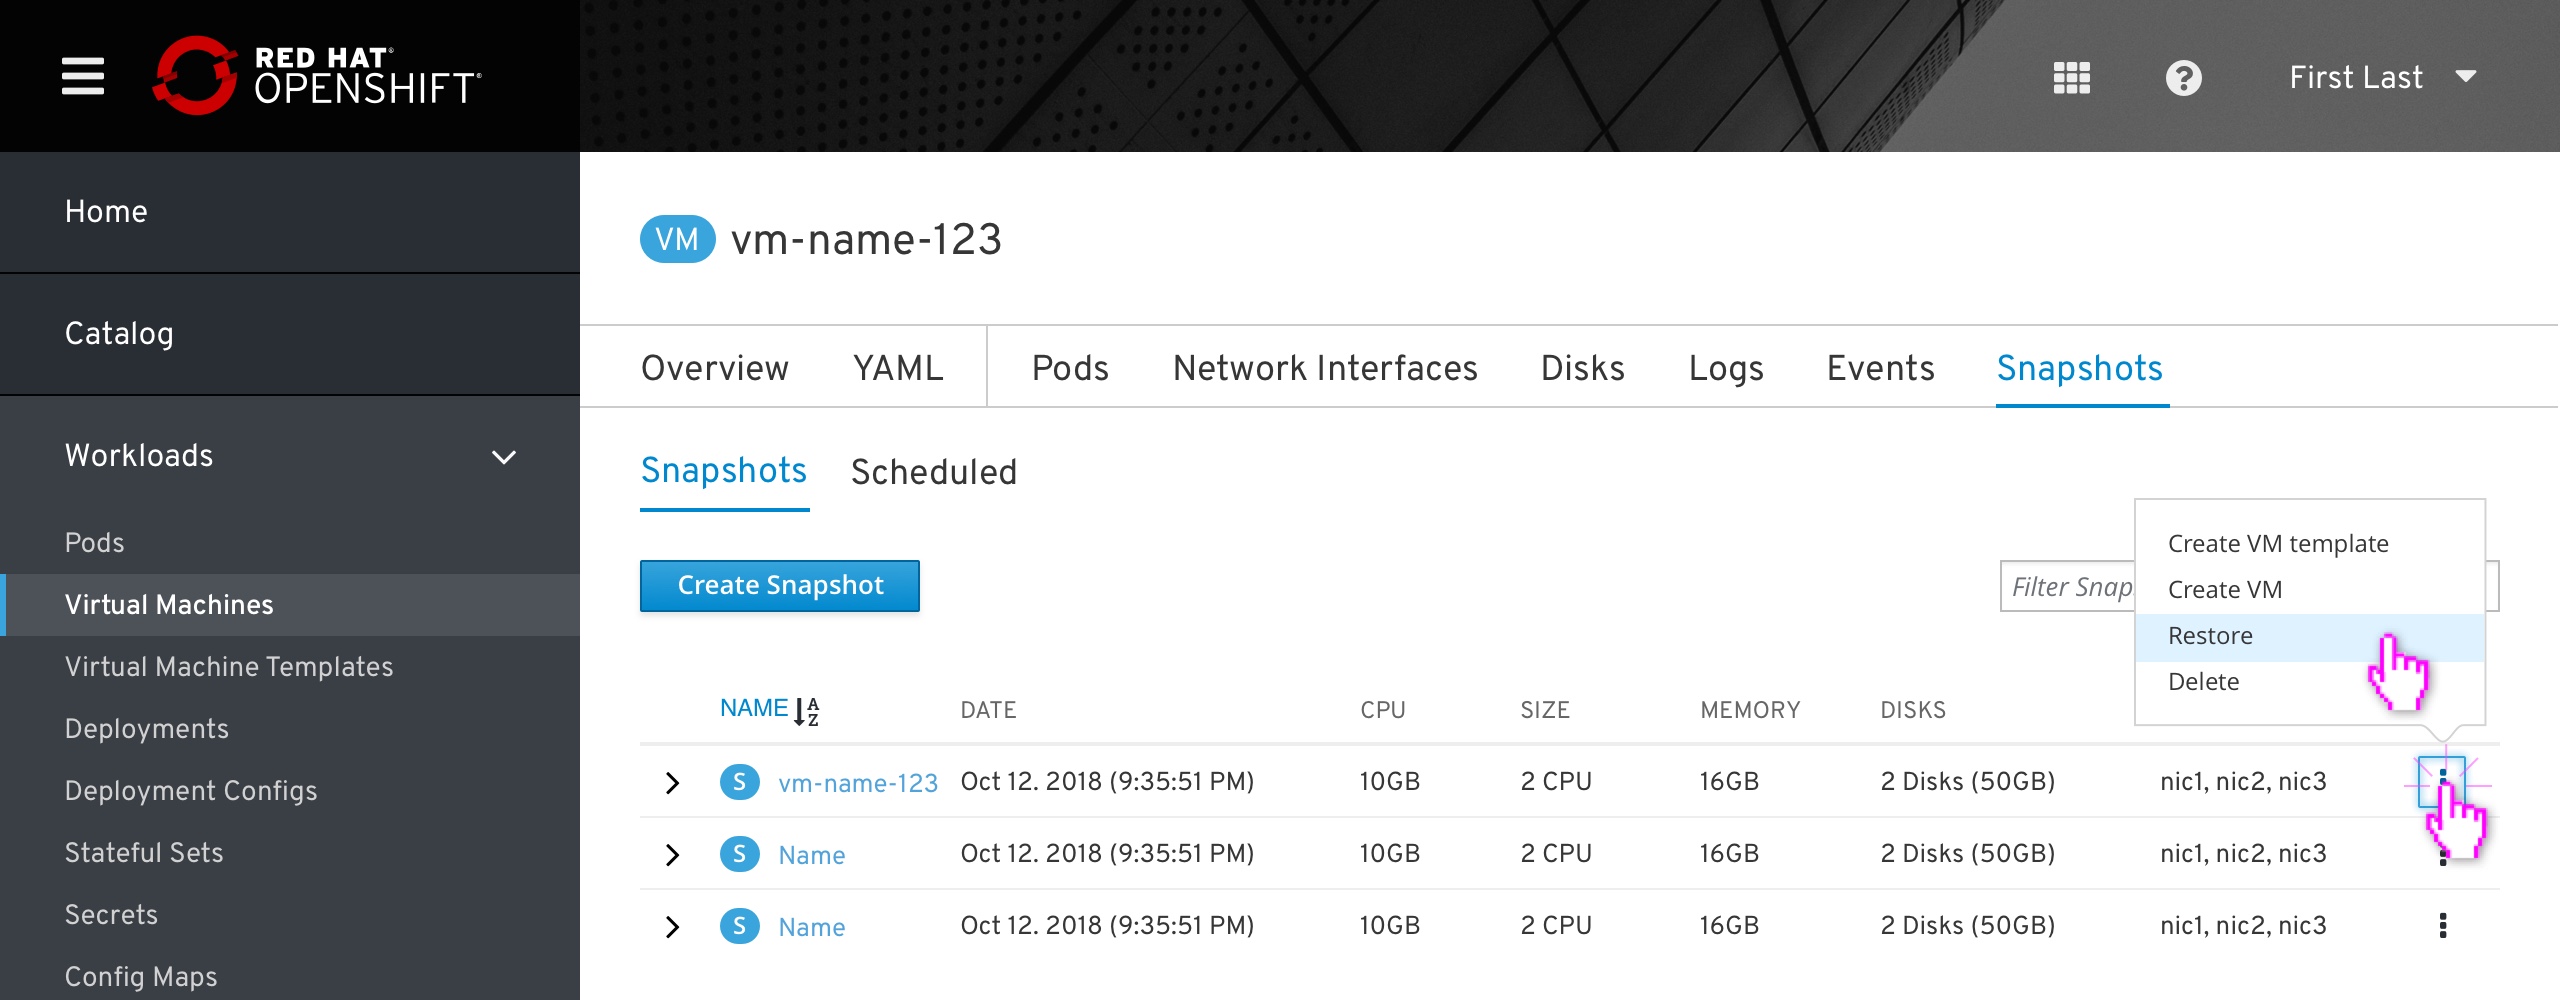 RED HAT®
OPENSHIFT®
First Last
Home
Catalog
Workloads
Pods
Virtual Machines
Virtual Machine Templates
Deployments
Deployment Configs
Stateful Sets
Secrets
Config Maps
VM vm-name-123
Overview YAML Pods Network Interfaces Disks Logs Events Snapshots
Snapshots Scheduled
Create Snapshot
Filter Snap
Create VM template
Create VM
Restore
Delete
NAME A Z DATE CPU SIZE MEMORY DISKS
S vm-name-123 Oct 12. 2018 (9:35:51 PM) 10GB 2 CPU 16GB 2 Disks (50GB) nic1, nic2, nic3
S Name Oct 12. 2018 (9:35:51 PM) 10GB 2 CPU 16GB 2 Disks (50GB) nic1, nic2, nic3
S Name Oct 12. 2018 (9:35:51 PM) 10GB 2 CPU 16GB 2 Disks (50GB) nic1, nic2, nic3